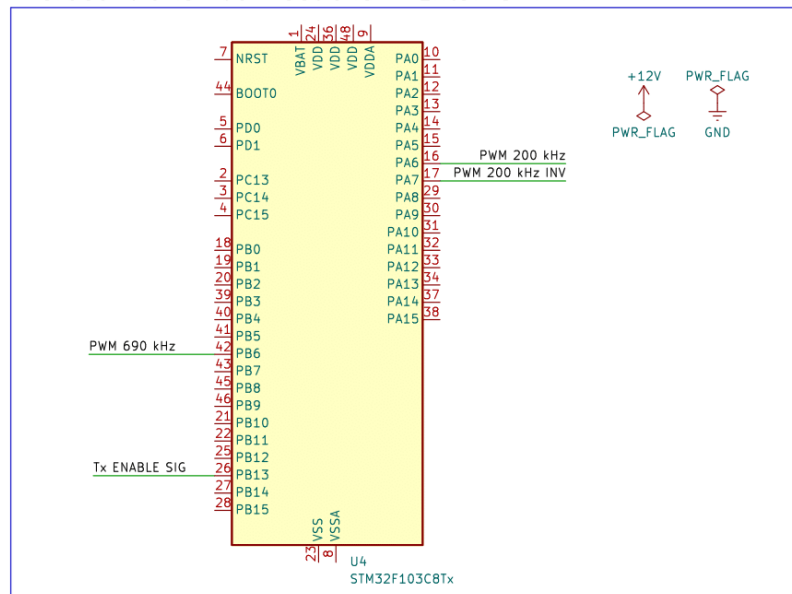 1 24 36 48 9
VBAT VDD VDD VDD VDDA
7 NRST PA0 10
PA1 11
44 BOOT0 PA2 12
PA3 13
5 PD0 PA4 14
6 PD1 PA5 15
PA6 16 PWM 200 kHz
2 PC13 PA7 17 PWM 200 kHz INV
3 PC14 PA8 29
4 PC15 PA9 30
PA10 31
18 PB0 PA11 32
19 PB1 PA12 33
20 PB2 PA13 34
39 PB3 PA14 37
40 PB4 PA15 38
41 PB5
PWM 690 kHz 42 PB6
43 PB7
45 PB8
46 PB9
21 PB10
22 PB11
25 PB12
Tx ENABLE SIG 26 PB13
27 PB14
28 PB15
VSS VSSA
23 8
U4
STM32F103C8Tx
+12V PWR_FLAG
PWR_FLAG GND